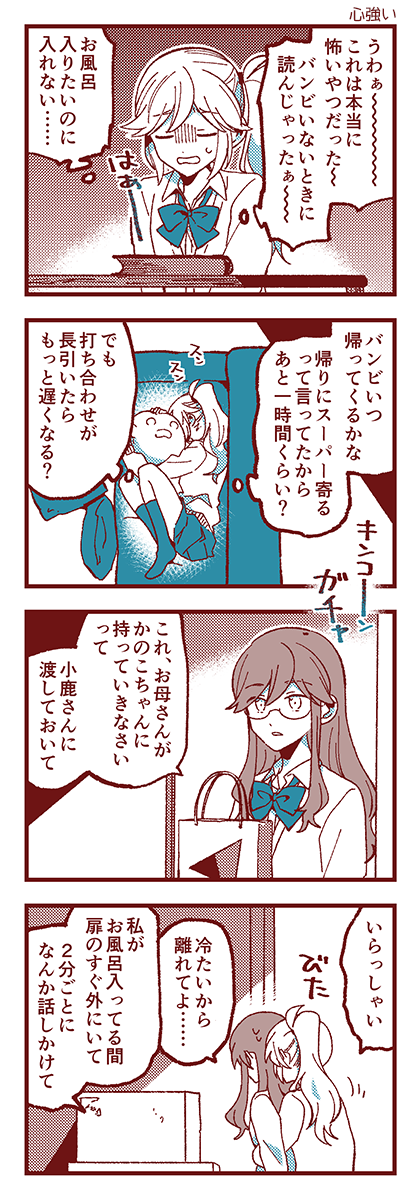 心強い
うわぁ〜〜〜〜〜〜
これは本当に
怖いやつだった〜
バンビいないときに
読んじゃったぁ〜〜
お風呂
入りたいのに
入れない……
はぁ
バンビいつ
帰ってくるかな
帰りにスーパー寄る
って言ってたから
あと一時間くらい?
スン
スン
でも
打ち合わせが
長引いたら
もっと遅くなる?
キンコーン
ガチャ
これ、お母さんが
かのこちゃんに
持っていきなさい
って
小鹿さんに
渡しておいて
いらっしゃい
ぴた
冷たいから
離れてよ……
私が
お風呂入ってる間
扉のすぐ外にいて
2分ごとに
なんか話しかけて